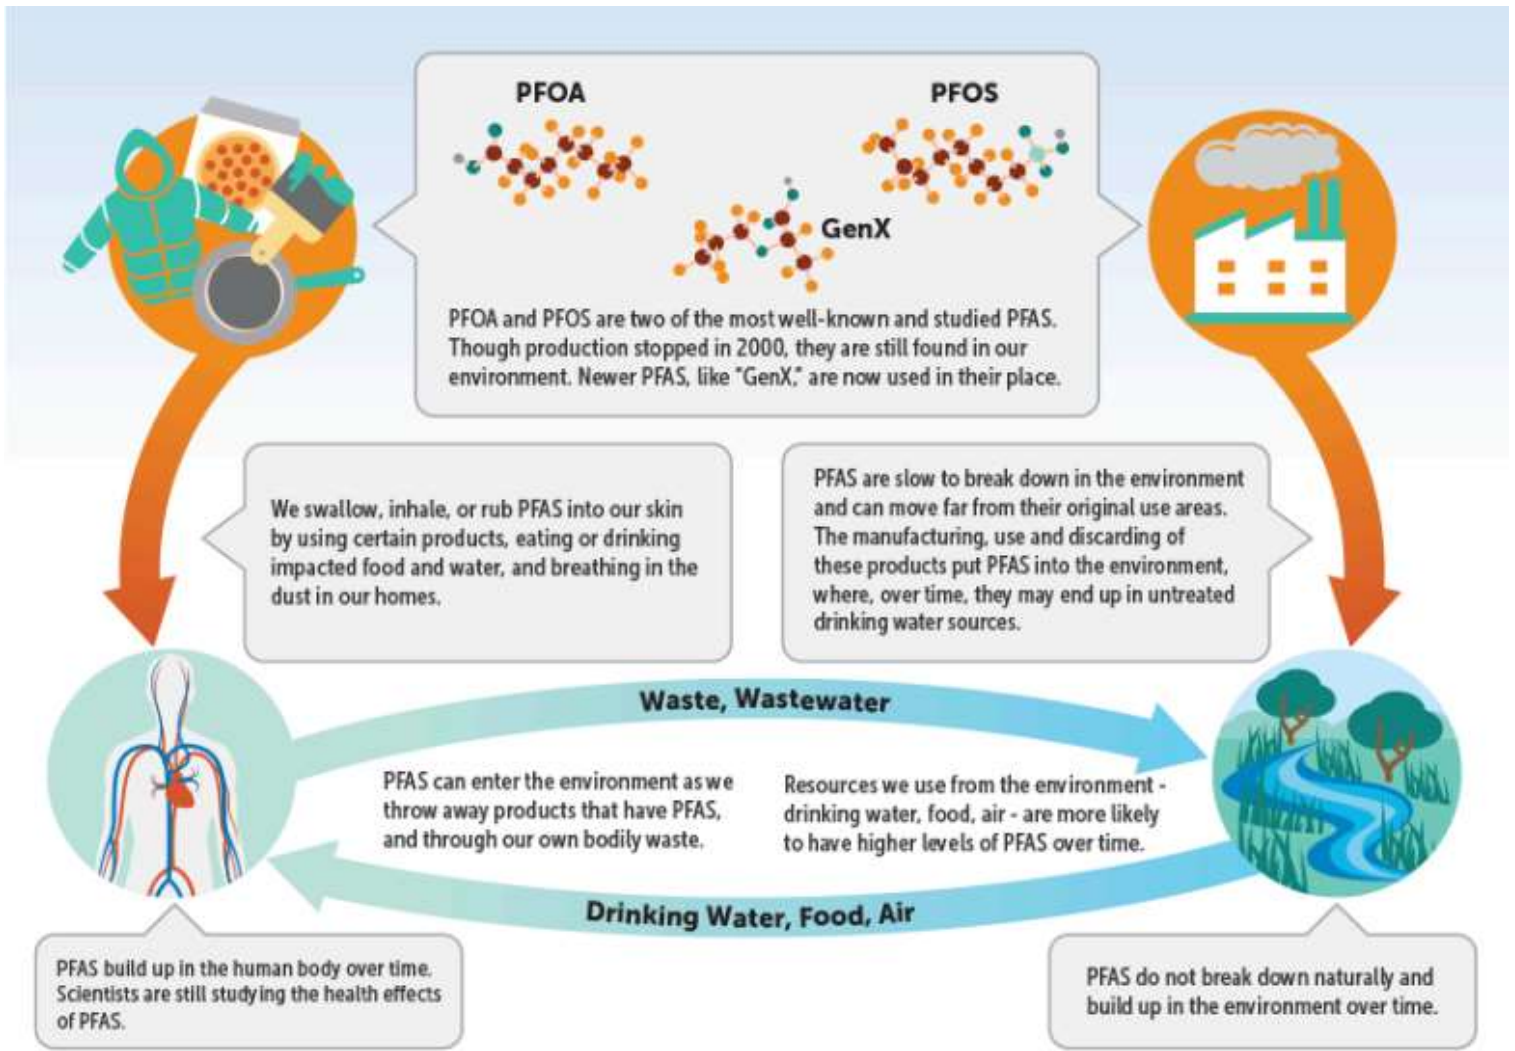 PFOA
PFOS
GenX
PFOA and PFOS are two of the most well-known and studied PFAS.
Though production stopped in 2000, they are still found in our
environment. Newer PFAS, like "GenX," are now used in their place.
We swallow, inhale, or rub PFAS into our skin
by using certain products, eating or drinking
impacted food and water, and breathing in the
dust in our homes.
PFAS are slow to break down in the environment
and can move far from their original use areas.
The manufacturing, use and discarding of
these products put PFAS into the environment,
where, over time, they may end up in untreated
drinking water sources.
Waste, Wastewater
PFAS can enter the environment as we
throw away products that have PFAS,
and through our own bodily waste.
Resources we use from the environment -
drinking water, food, air - are more likely
to have higher levels of PFAS over time.
Drinking Water, Food, Air
PFAS build up in the human body over time.
Scientists are still studying the health effects
of PFAS.
PFAS do not break down naturally and
build up in the environment over time.